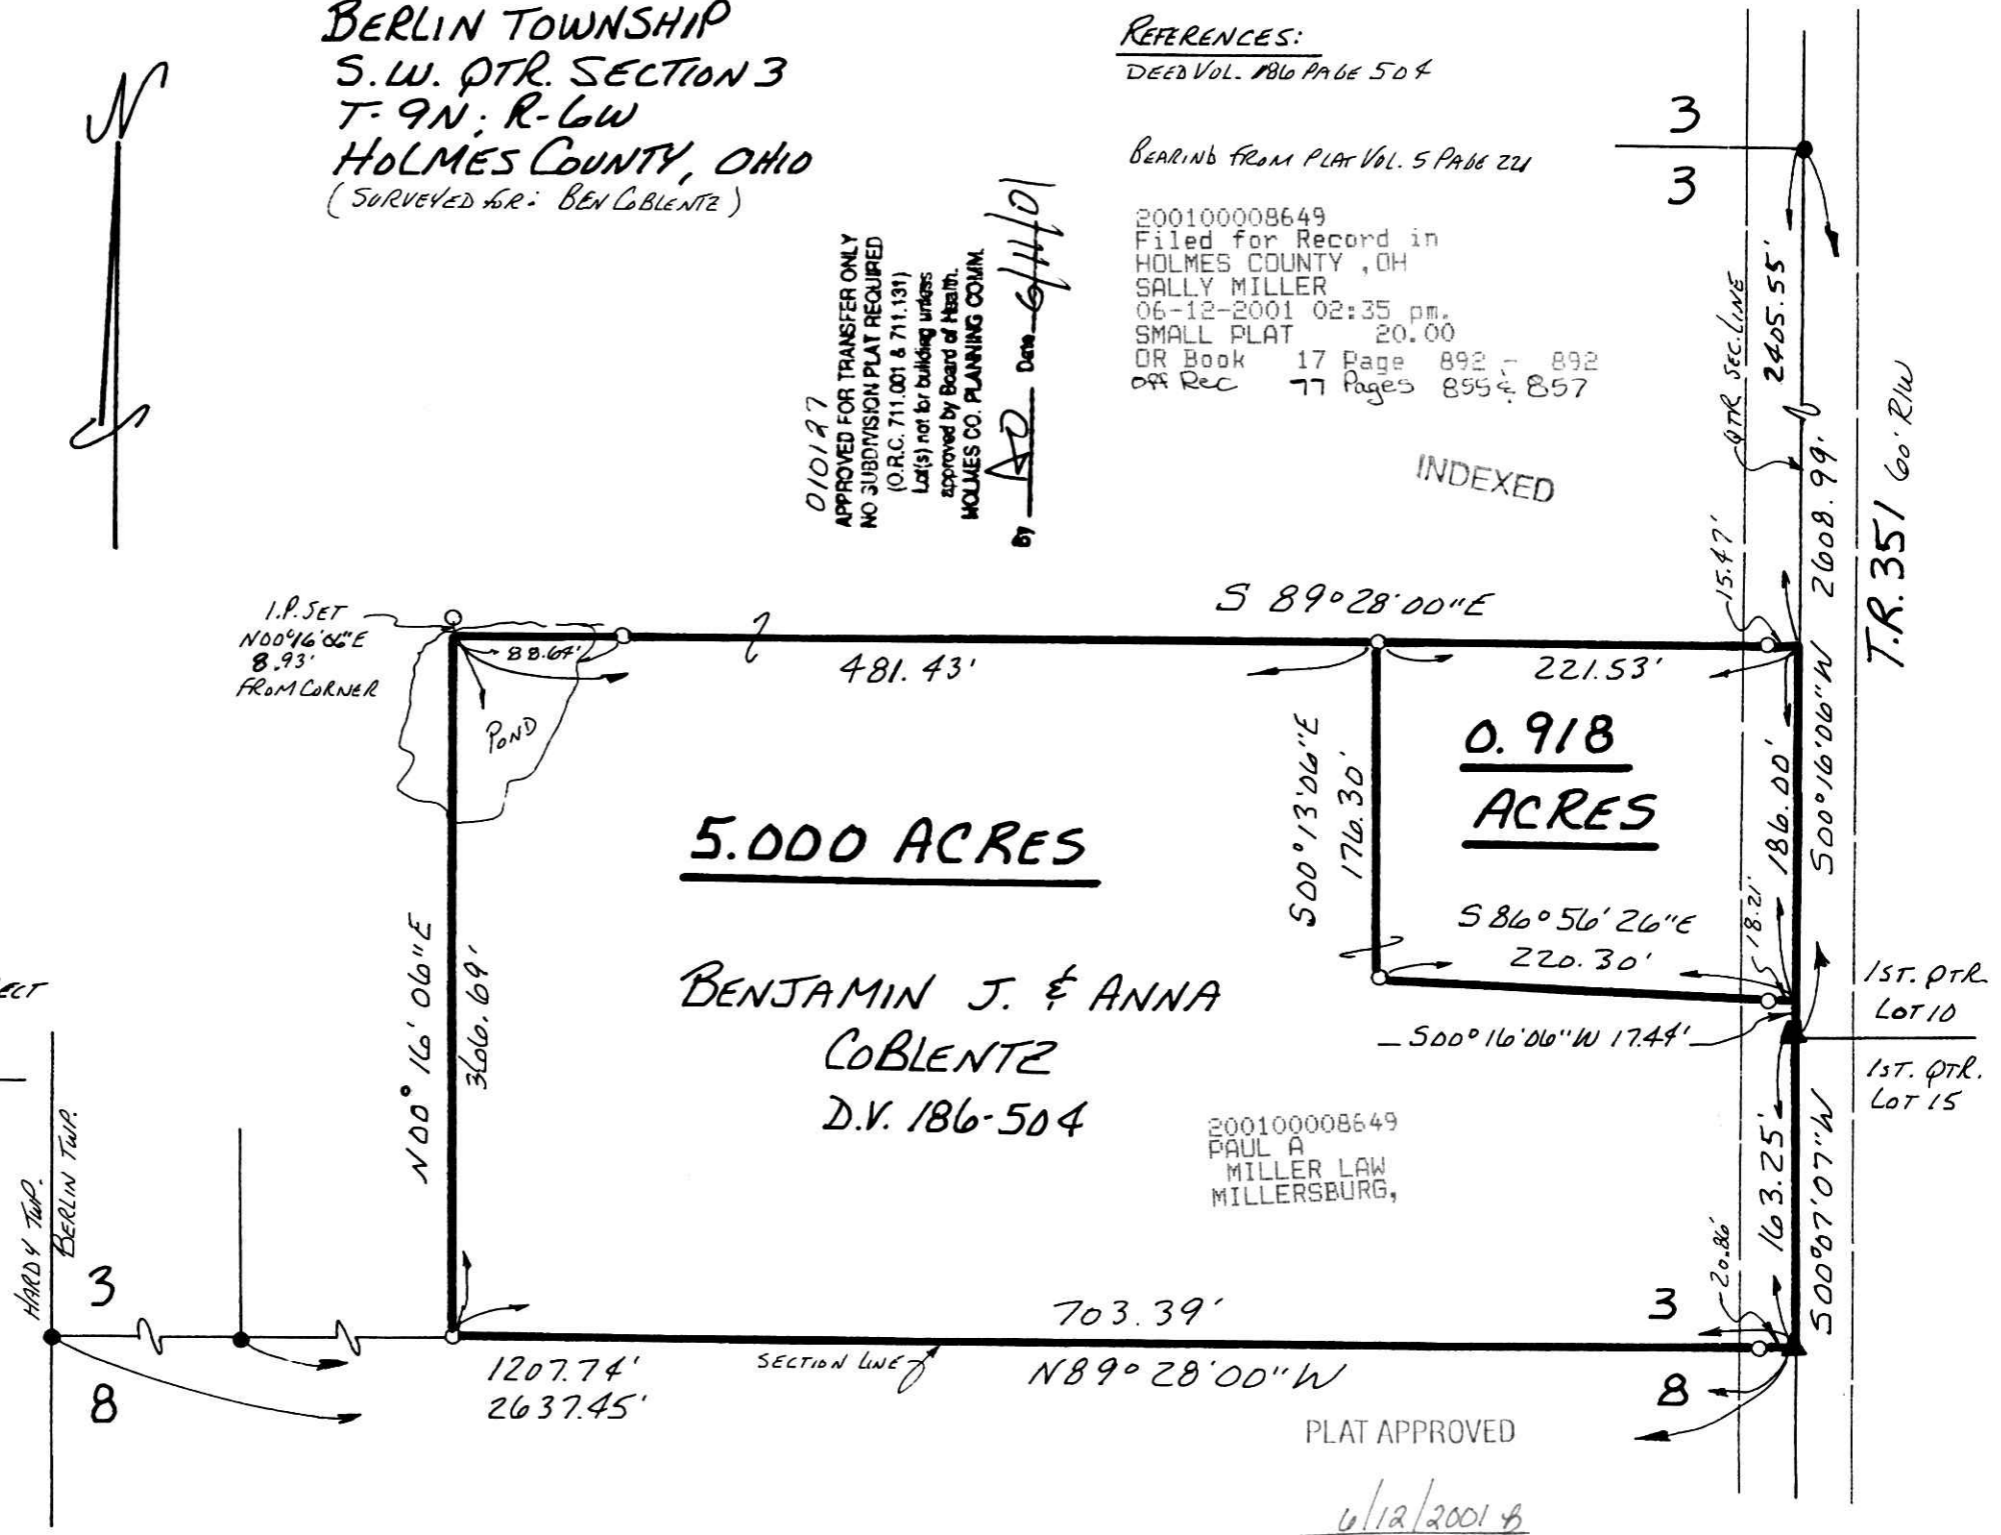 BERLIN TOWNSHIP
S.W. QTR. SECTION 3
T-9N; R-6W
HOLMES COUNTY, OHIO
(SURVEYED FOR: BEN COBLENTZ)
N
REFERENCES:
DEED VOL. 186 PAGE 504
BEARING FROM PLAT VOL. 5 PAGE 221
200100008649
Filed for Record in
HOLMES COUNTY ,OH
SALLY MILLER
06-12-2001 02:35 pm.
SMALL PLAT 20.00
OR Book 17 Page 892 - 892
Off Rec 77 Pages 855 & 857
INDEXED
010127
APPROVED FOR TRANSFER ONLY
NO SUBDIVISION PLAT REQUIRED
(O.R.C. 711.001 & 711.131)
Lot(s) not for building unless
approved by Board of Health.
HOLMES CO. PLANNING COMM.
By AD Date 6/11/01
3
3
2405.55'
QTR SEC. LINE
2608.99'
S00°16'06"W
T.R. 351 60' R/W
15.47'
I.P. SET
N00°16'06"E
8.93'
FROM CORNER
88.64'
POND
481.43'
S 89°28'00"E
221.53'
0.918
ACRES
S00°13'06"E
176.30'
186.00'
18.21'
S 86°56'26"E
220.30'
S00°16'06"W 17.44'
5.000 ACRES
BENJAMIN J. & ANNA
COBLENTZ
D.V. 186-504
N00°16'06"E
366.69'
1ST. QTR.
LOT 10
1ST. QTR.
LOT 15
200100008649
PAUL A
MILLER LAW
MILLERSBURG,
163.25'
S00°07'07"W
20.86'
ECT
HARDY TWP.
BERLIN TWP.
3
8
703.39'
3
8
1207.74'
2637.45'
SECTION LINE
N89°28'00"W
PLAT APPROVED
6/12/2001